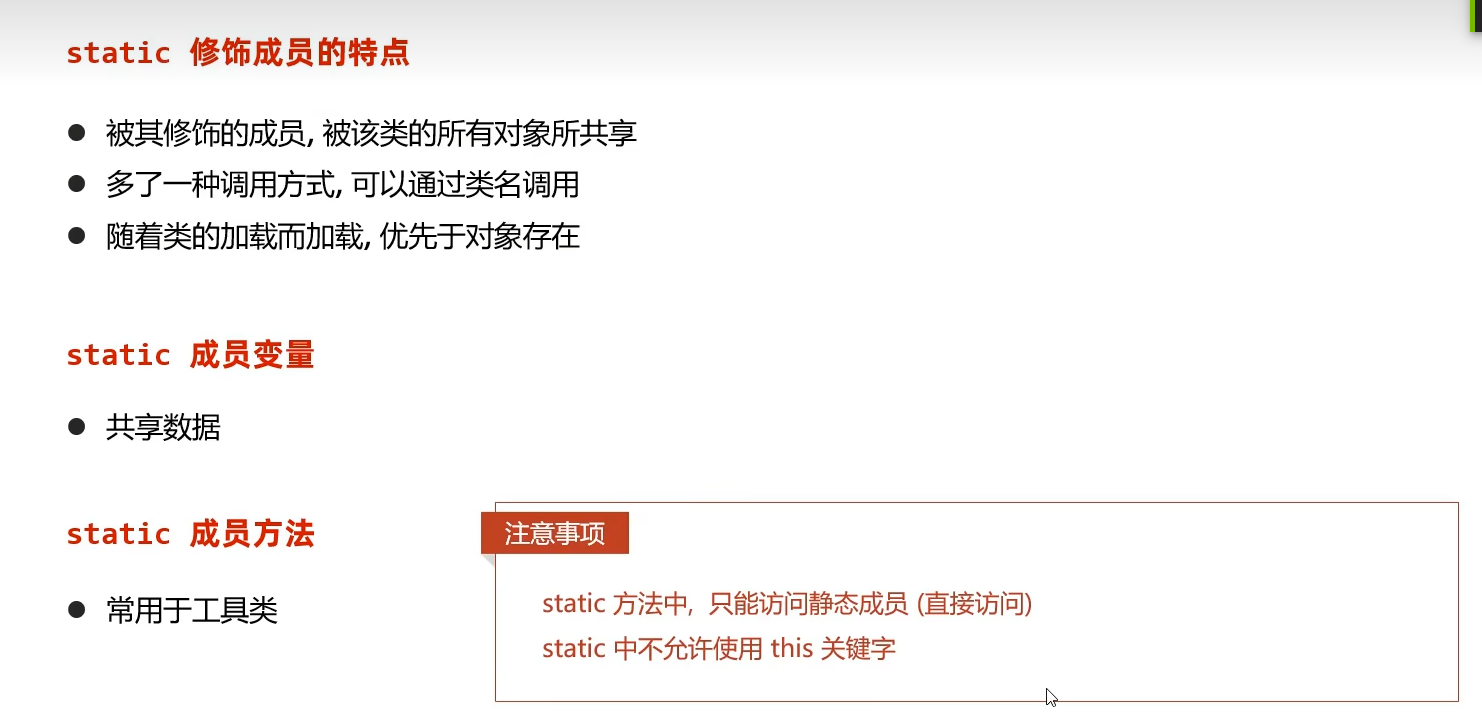 static 修饰成员的特点
被其修饰的成员, 被该类的所有对象所共享
多了一种调用方式, 可以通过类名调用
随着类的加载而加载, 优先于对象存在
static 成员变量
共享数据
static 成员方法
常用于工具类
注意事项
static 方法中, 只能访问静态成员 (直接访问)
static 中不允许使用 this 关键字